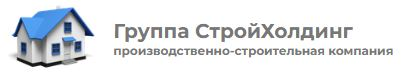 Группа СтройХолдинг
производственно-строительная компания